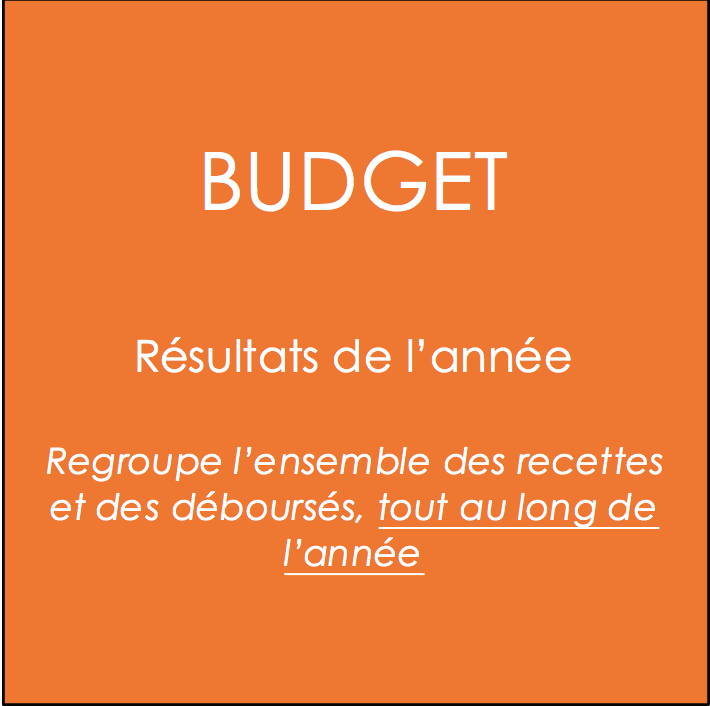 BUDGET
Résultats de l’année
Regroupe l’ensemble des recettes
et des déboursés, tout au long de
l’année